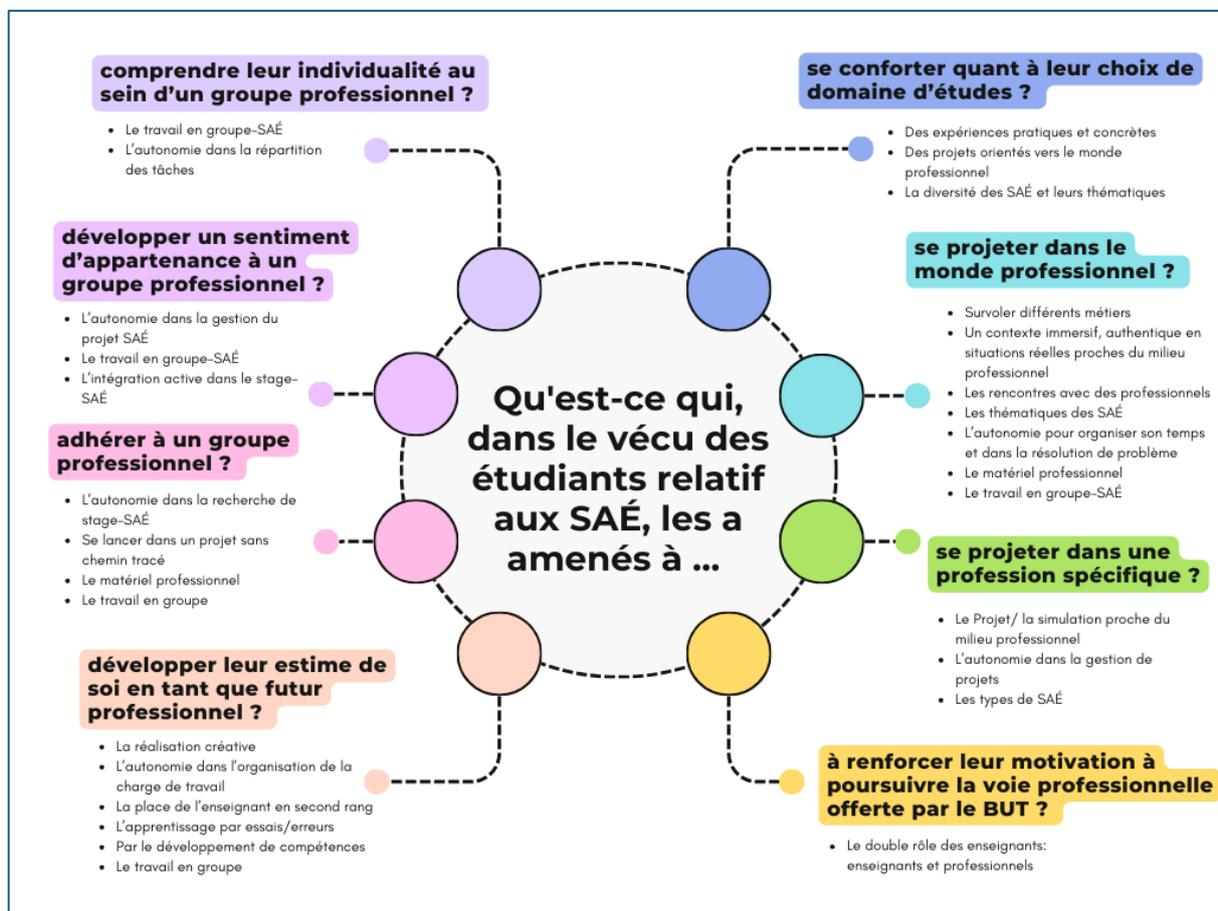 comprendre leur individualité au
sein d'un groupe professionnel ?
Le travail en groupe-SAÉ
L'autonomie dans la répartition
des tâches
développer un sentiment
d'appartenance à un
groupe professionnel ?
L'autonomie dans la gestion du
projet SAÉ
Le travail en groupe-SAÉ
L'intégration active dans le stage-
SAÉ
adhérer à un groupe
professionnel ?
L'autonomie dans la recherche de
stage-SAÉ
Se lancer dans un projet sans
chemin tracé
Le matériel professionnel
Le travail en groupe
développer leur estime de
soi en tant que futur
professionnel ?
La réalisation créative
L'autonomie dans l'organisation de la
charge de travail
La place de l'enseignant en second rang
L'apprentissage par essais/erreurs
Par le développement de compétences
Le travail en groupe
Qu'est-ce qui,
dans le vécu des
étudiants relatif
aux SAÉ, les a
amenés à ...
se conforter quant à leur choix de
domaine d'études ?
Des expériences pratiques et concrètes
Des projets orientés vers le monde
professionnel
La diversité des SAÉ et leurs thématiques
se projeter dans le
monde professionnel ?
Survoler différents métiers
Un contexte immersif, authentique en
situations réelles proches du milieu
professionnel
Les rencontres avec des professionnels
Les thématiques des SAÉ
L'autonomie pour organiser son temps
et dans la résolution de problème
Le matériel professionnel
Le travail en groupe-SAÉ
se projeter dans une
profession spécifique ?
Le Projet/ la simulation proche du
milieu professionnel
L'autonomie dans la gestion de
projets
Les types de SAÉ
à renforcer leur motivation à
poursuivre la voie professionnelle
offerte par le BUT ?
Le double rôle des enseignants:
enseignants et professionnels